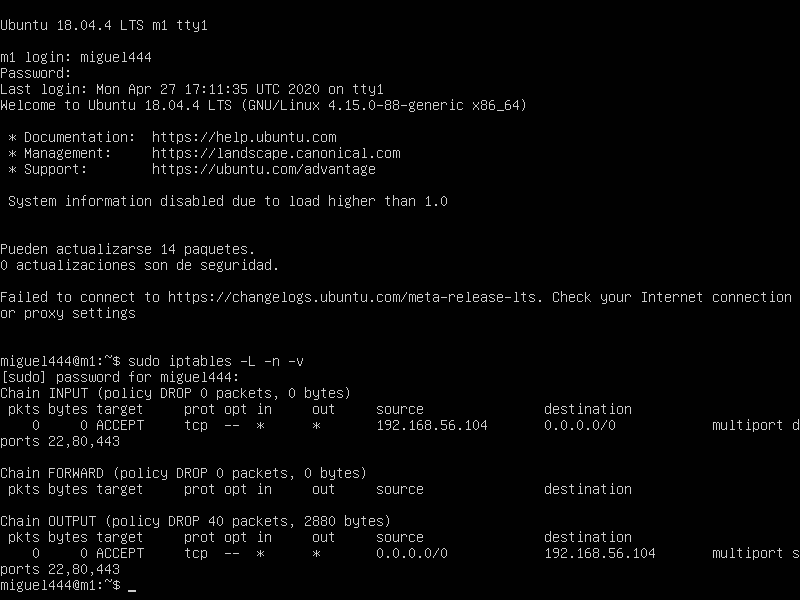 Ubuntu 18.04.4 LTS m1 tty1
m1 login: miguel444
Password:
Last login: Mon Apr 27 17:11:35 UTC 2020 on tty1
Welcome to Ubuntu 18.04.4 LTS (GNU/Linux 4.15.0-88-generic x86_64)
* Documentation:  https://help.ubuntu.com
* Management:     https://landscape.canonical.com
* Support:        https://ubuntu.com/advantage
System information disabled due to load higher than 1.0
Pueden actualizarse 14 paquetes.
0 actualizaciones son de seguridad.
Failed to connect to https://changelogs.ubuntu.com/meta-release-lts. Check your Internet connection
or proxy settings
miguel444@m1:~$ sudo iptables -L -n -v
[sudo] password for miguel444:
Chain INPUT (policy DROP 0 packets, 0 bytes)
pkts bytes target     prot opt in     out     source               destination
0     0 ACCEPT     tcp  --  *      *       192.168.56.104       0.0.0.0/0            multiport d
ports 22,80,443
Chain FORWARD (policy DROP 0 packets, 0 bytes)
pkts bytes target     prot opt in     out     source               destination
Chain OUTPUT (policy DROP 40 packets, 2880 bytes)
pkts bytes target     prot opt in     out     source               destination
0     0 ACCEPT     tcp  --  *      *       0.0.0.0/0            192.168.56.104       multiport s
ports 22,80,443
miguel444@m1:~$ _